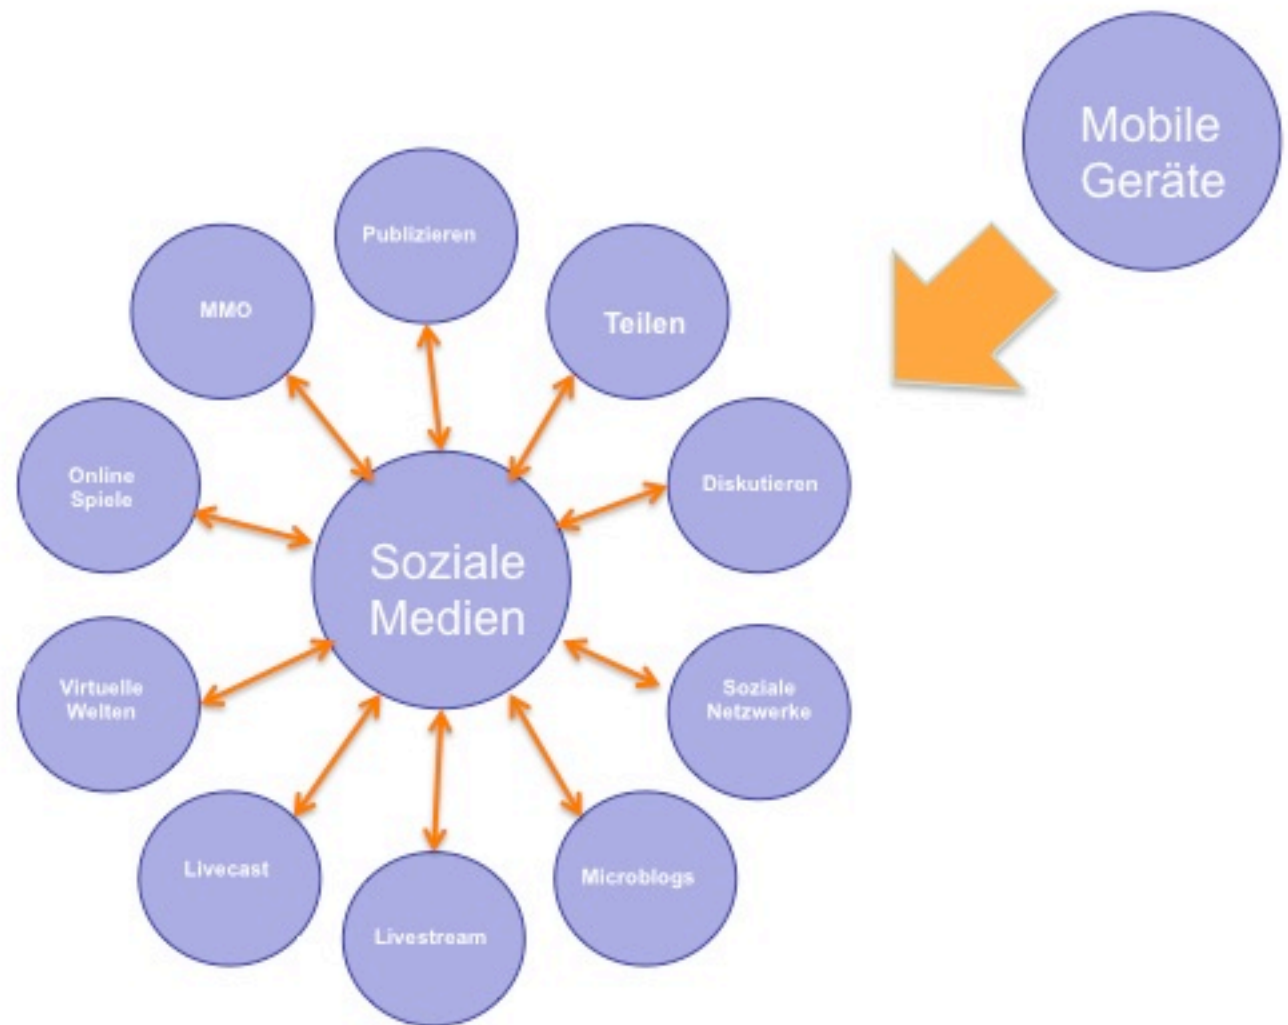 Mobile
Geräte
Publizieren
MMO
Teilen
Online
Spiele
Diskutieren
Soziale
Medien
Virtuelle
Welten
Soziale
Netzwerke
Livecast
Microblogs
Livestream